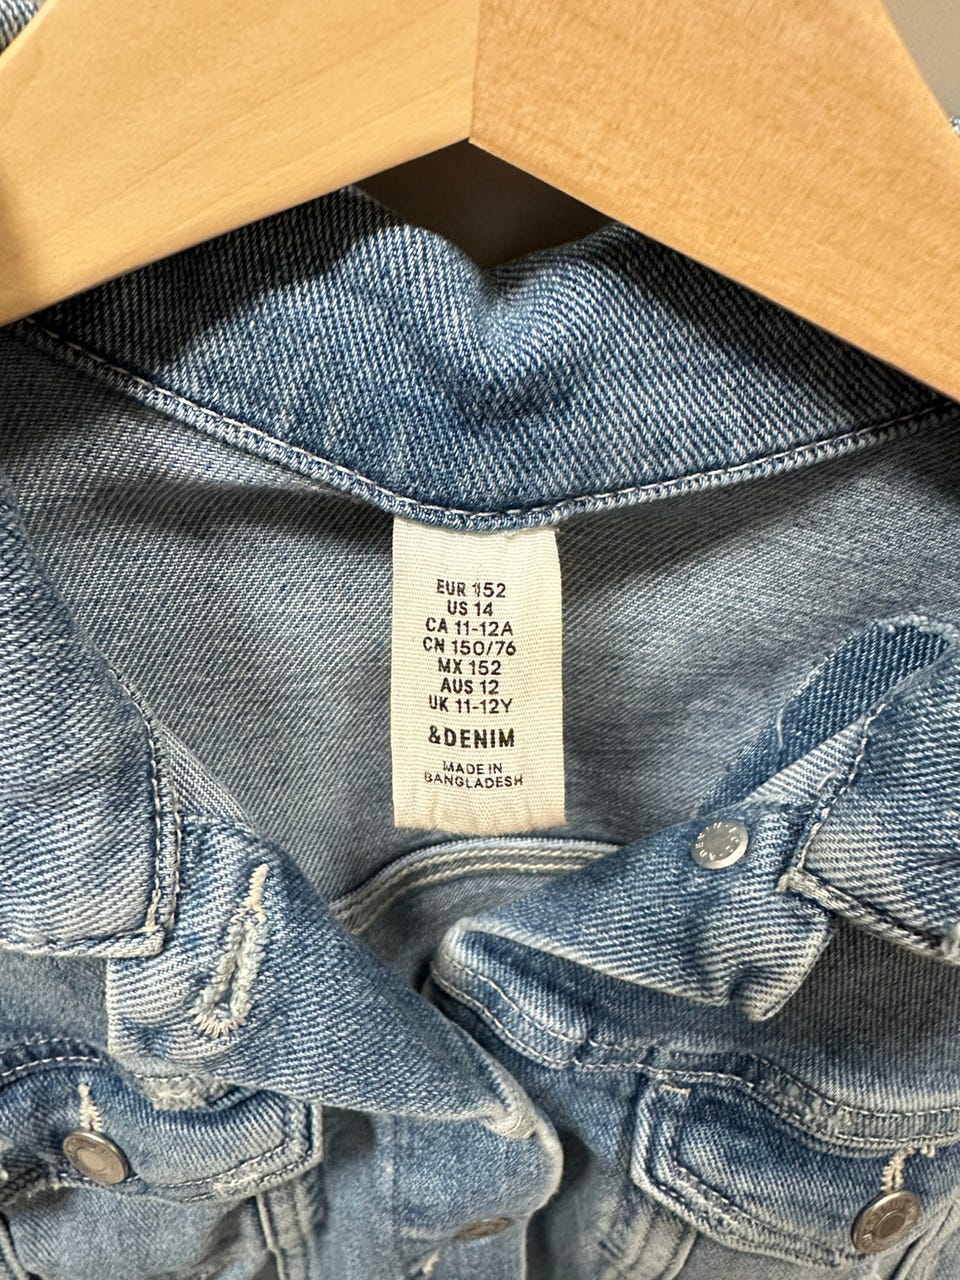 EUR 152
US 14
CA 11-12A
CN 150/76
MX 152
AUS 12
UK 11-12Y
&DENIM
MADE IN
BANGLADESH